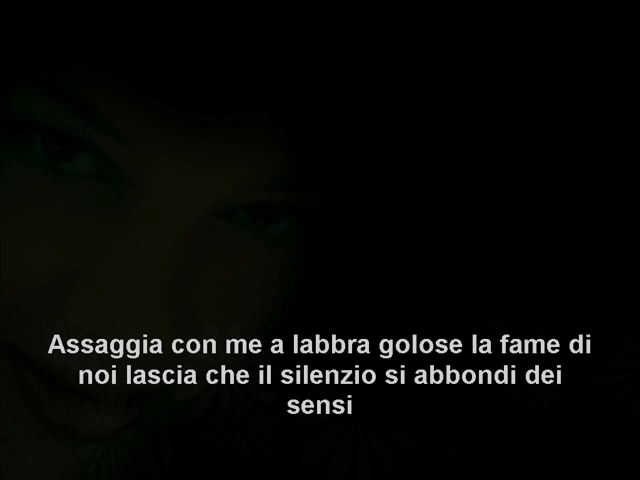 Assaggia con me a labbra golose la fame di
noi lascia che il silenzio si abbondi dei
sensi